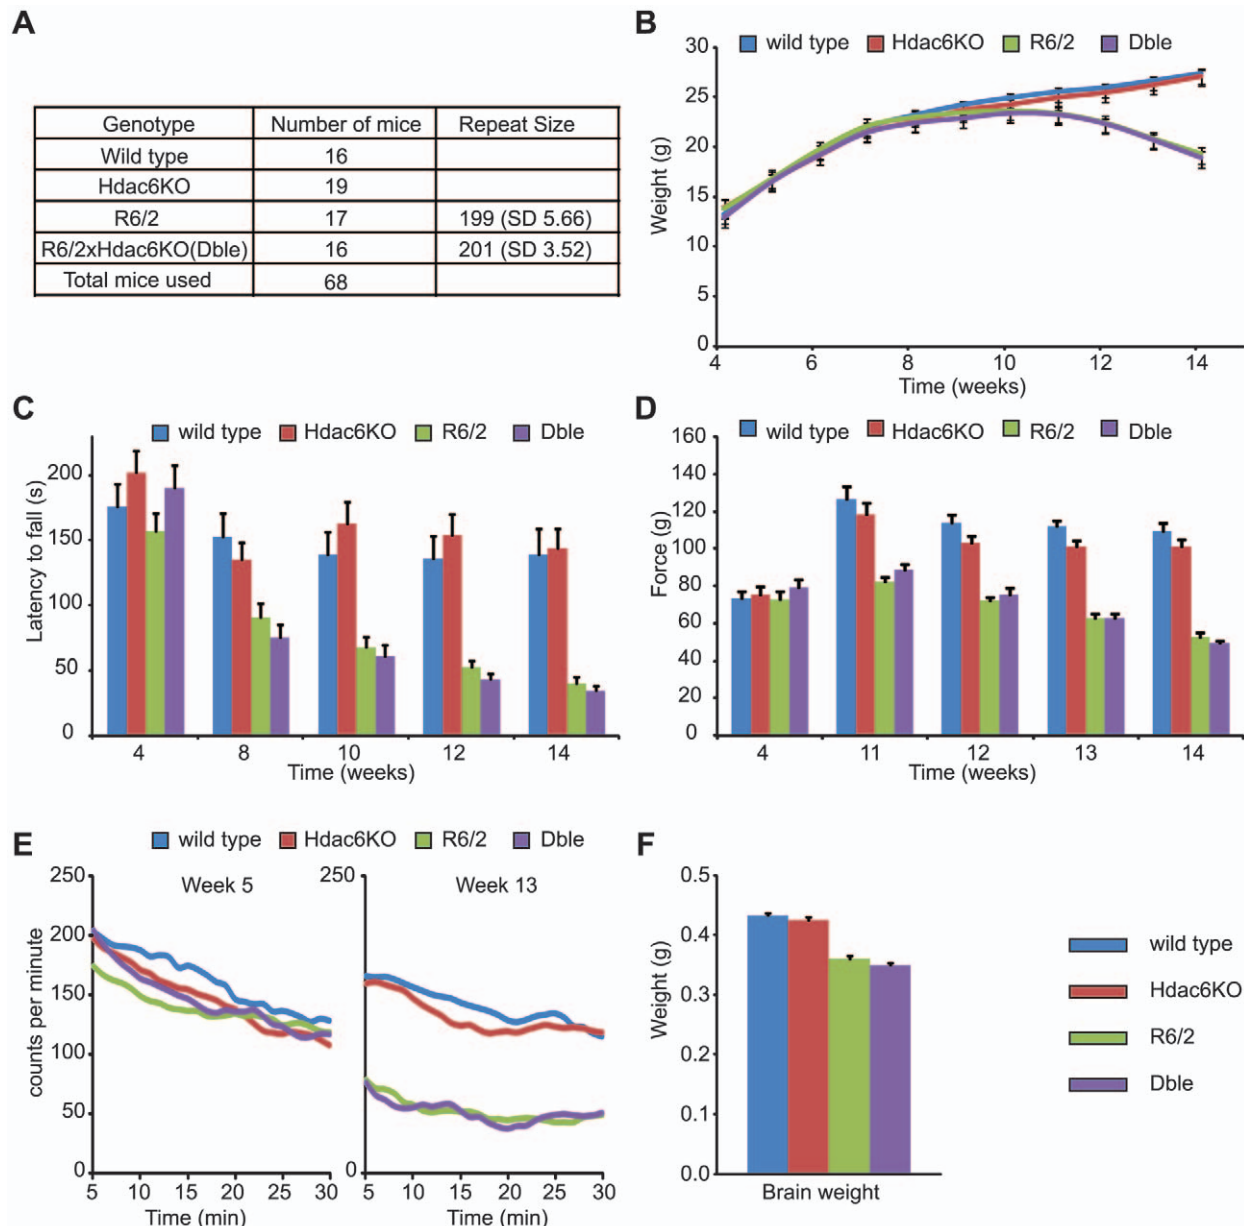 A
Genotype Number of mice Repeat Size
Wild type 16
Hdac6KO 19
R6/2 17 199 (SD 5.66)
R6/2xHdac6KO(Dble) 16 201 (SD 3.52)
Total mice used 68
B
wild type Hdac6KO R6/2 Dble
30
25
20
15
10
5
0
Weight (g)
4 6 8 10 12 14
Time (weeks)
C
wild type Hdac6KO R6/2 Dble
200
150
100
50
0
Latency to fall (s)
4 8 10 12 14
Time (weeks)
D
wild type Hdac6KO R6/2 Dble
160
140
120
100
80
60
40
20
0
Force (g)
4 11 12 13 14
Time (weeks)
E
wild type Hdac6KO R6/2 Dble
Week 5
250
200
150
100
50
0
counts per minute
5 10 15 20 25 30
Time (min)
Week 13
250
0
5 10 15 20 25 30
Time (min)
F
0.5
0.4
0.3
0.2
0.1
0.0
Weight (g)
Brain weight
wild type
Hdac6KO
R6/2
Dble